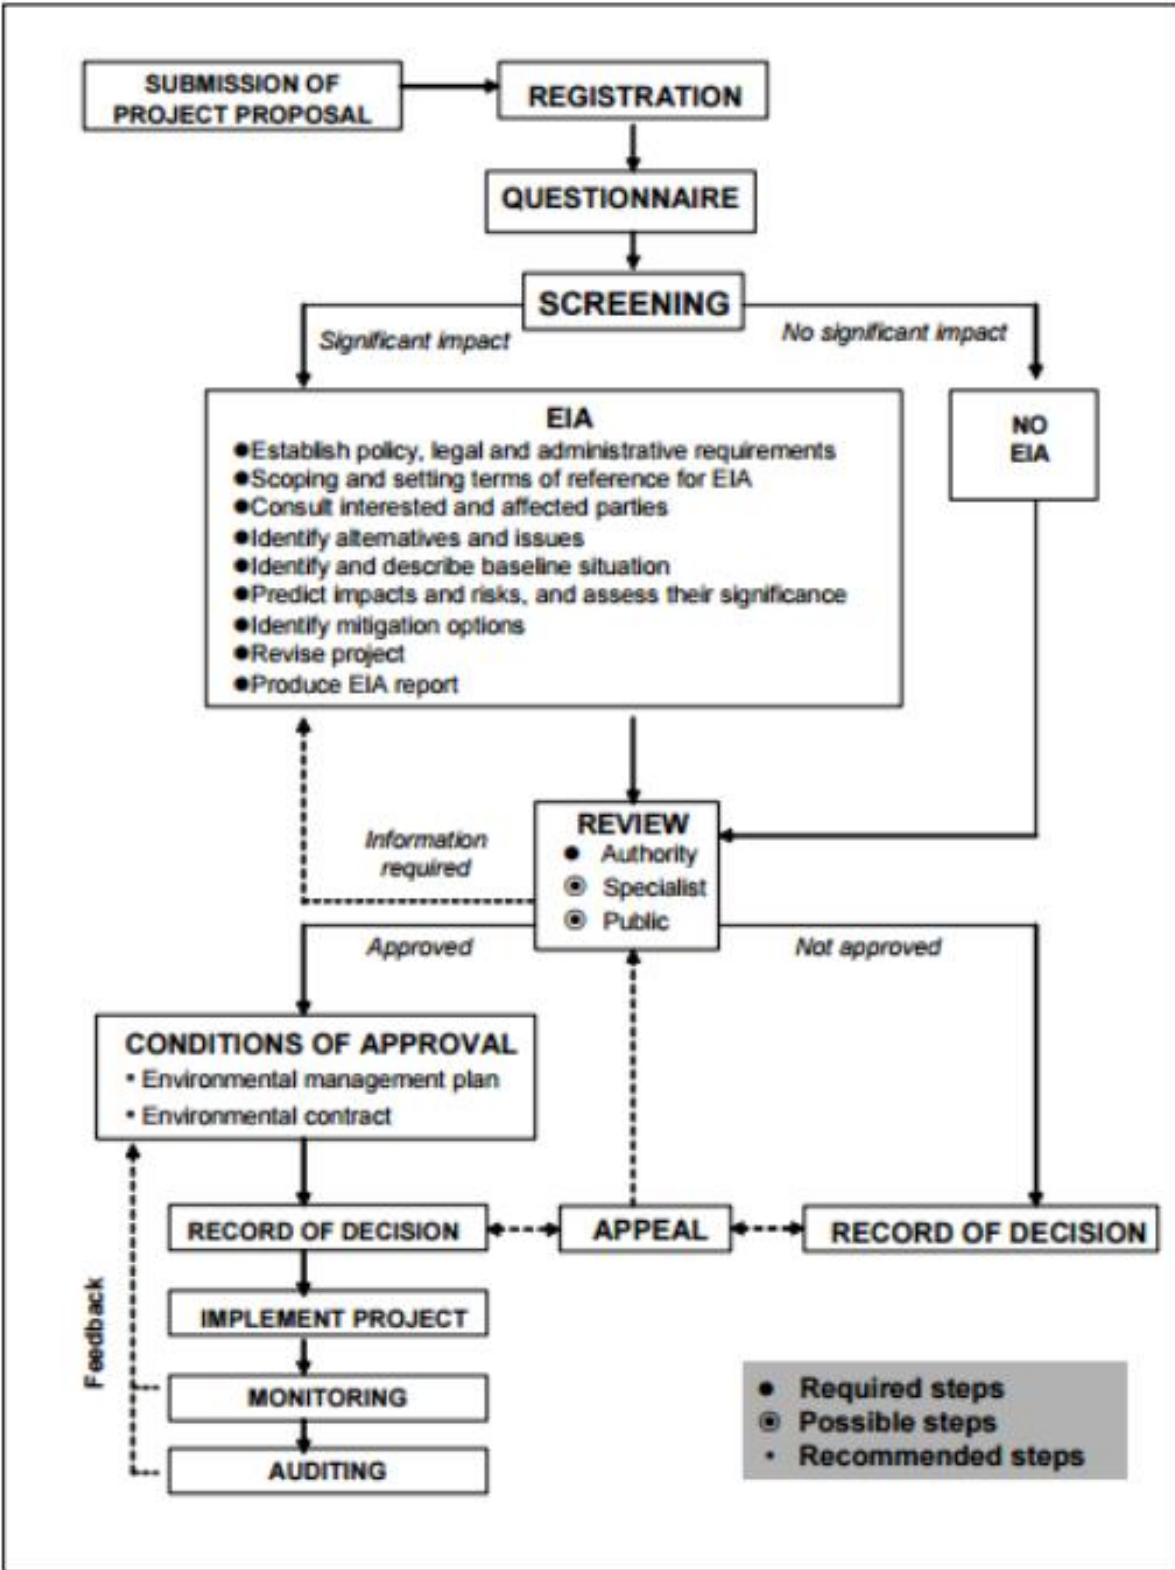 SUBMISSION OF
PROJECT PROPOSAL
REGISTRATION
QUESTIONNAIRE
SCREENING
Significant impact
No significant impact
EIA
●Establish policy, legal and administrative requirements
●Scoping and setting terms of reference for EIA
●Consult interested and affected parties
●Identify alternatives and issues
●Identify and describe baseline situation
●Predict impacts and risks, and assess their significance
●Identify mitigation options
●Revise project
●Produce EIA report
NO
EIA
REVIEW
● Authority
◉ Specialist
◉ Public
Information
required
Approved
Not approved
CONDITIONS OF APPROVAL
• Environmental management plan
• Environmental contract
RECORD OF DECISION
APPEAL
RECORD OF DECISION
IMPLEMENT PROJECT
MONITORING
AUDITING
Feedback
● Required steps
◉ Possible steps
• Recommended steps